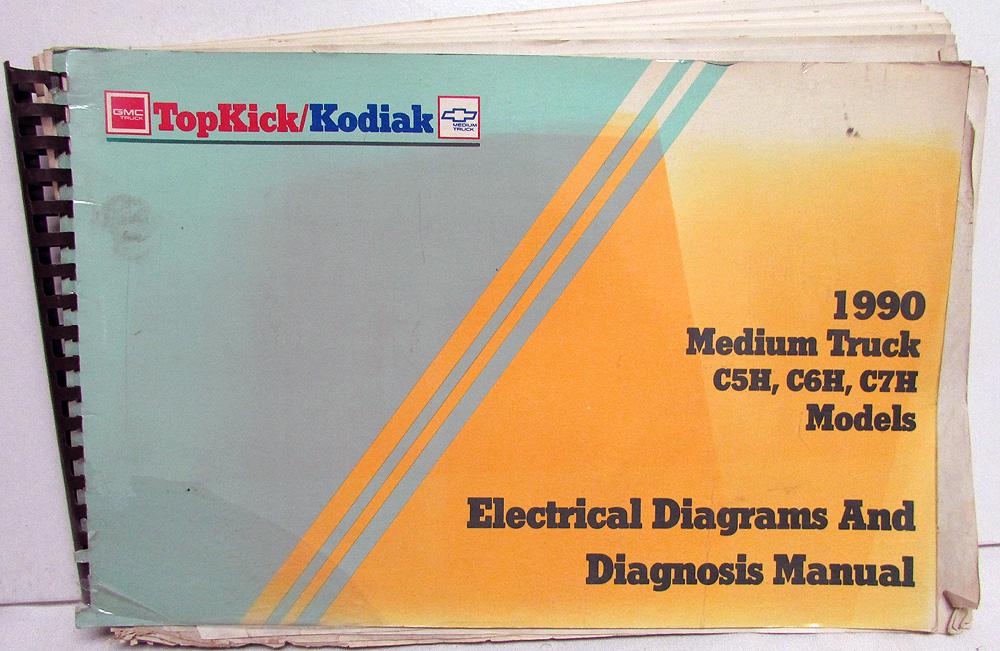 GMC
TRUCK
TopKick/Kodiak
MEDIUM
TRUCK
1990
Medium Truck
C5H, C6H, C7H
Models
Electrical Diagrams And
Diagnosis Manual